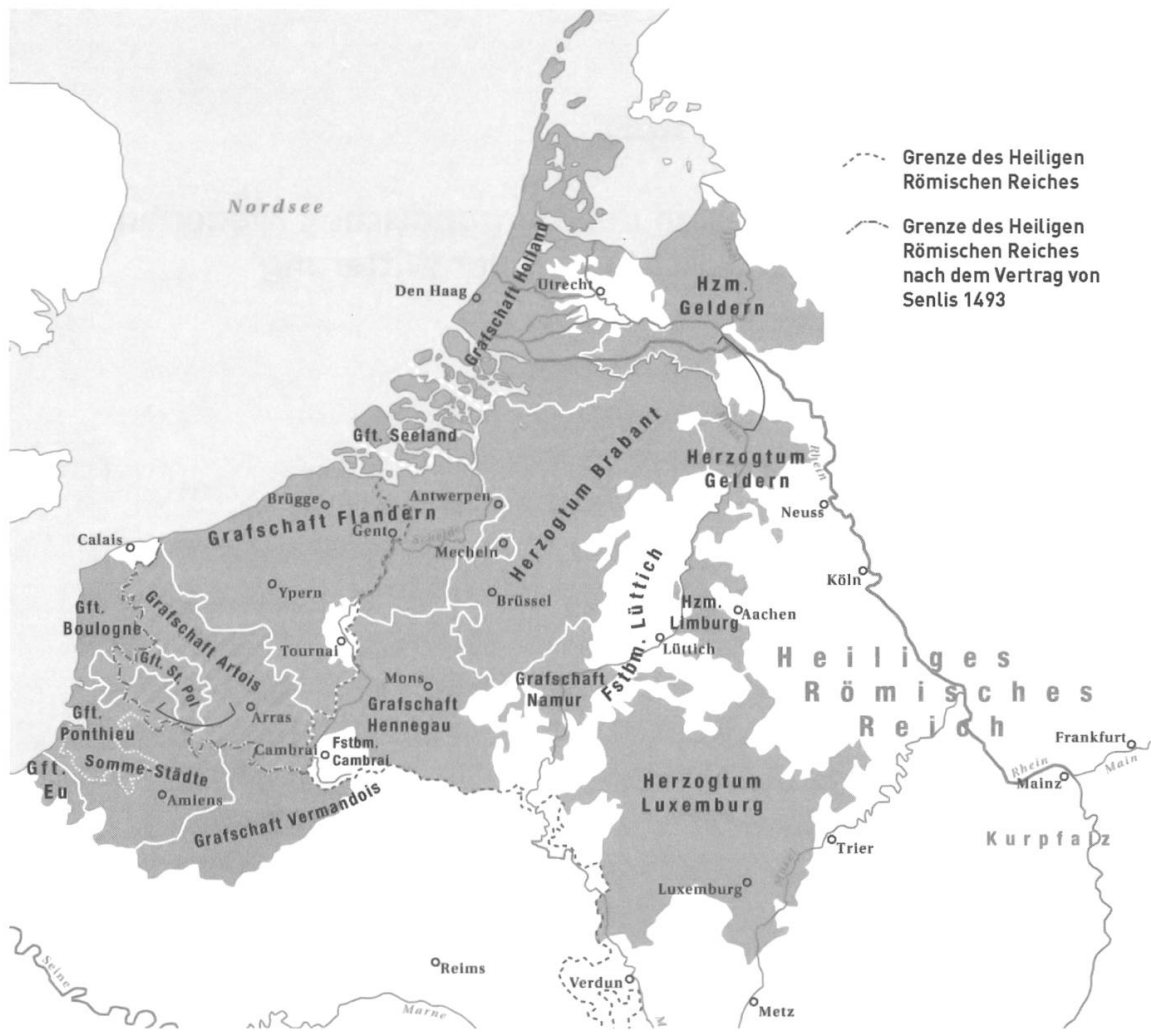 Nordsee
Grenze des Heiligen
Römischen Reiches
Grenze des Heiligen
Römischen Reiches
nach dem Vertrag von
Senlis 1493
Grafschaft Holland
Den Haag
Utrecht
Hzm.
Geldern
Gft. Seeland
Herzogtum Brabant
Herzogtum
Geldern
Rhein
Neuss
Brügge
Antwerpen
Grafschaft Flandern
Gent
Schelde
Mecheln
Calais
Köln
Ypern
Brüssel
Fstbm. Lüttich
Hzm.
Limburg
Aachen
Gft.
Boulogne
Grafschaft Artois
Tournai
Lüttich
Gft. St. Pol
Mons
Grafschaft
Hennegau
Grafschaft
Namur
Heiliges
Römisches
Reich
Arras
Gft.
Ponthieu
Cambrai
Fstbm.
Cambrai
Frankfurt
Gft.
Eu
Somme-Städte
Amiens
Herzogtum
Luxemburg
Rhein
Main
Mainz
Grafschaft Vermandois
Kurpfalz
Trier
Mosel
Luxemburg
Reims
Verdun
Seine
Marne
M
Metz